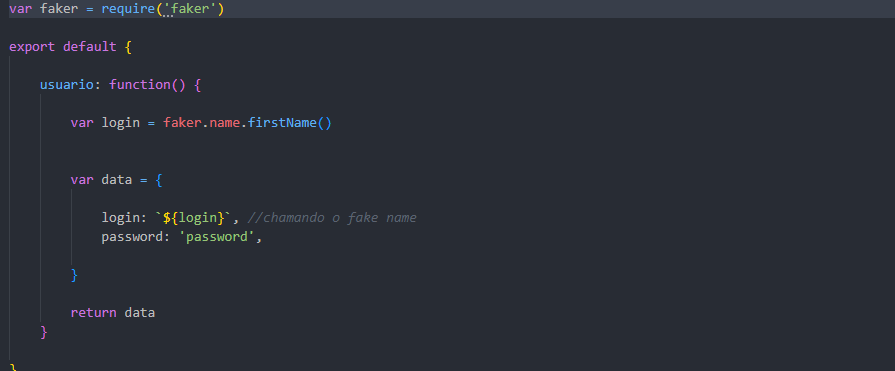 var faker = require('faker')
export default {
usuario: function() {
var login = faker.name.firstName()
var data = {
login: `${login}`, //chamando o fake name
password: 'password',
}
return data
}
}